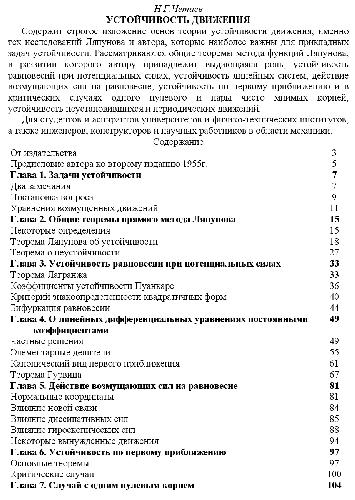 Н.Г.Четаев
УСТОЙЧИВОСТЬ ДВИЖЕНИЯ
Содержит строгое изложение основ теории устойчивости движения, именно
тех исследований Ляпунова и автора, которые наиболее важны для прикладных
задач устойчивости. Рассматриваются общие теоремы метода функций Ляпунова,
в развитии которого автору принадлежит выдающаяся роль, устойчивость
равновесий при потенциальных силах, устойчивость линейных систем, действие
возмущающих сил на равновесие, устойчивость по первому приближению и в
критических случаях одного нулевого и пары чисто мнимых корней,
устойчивость неустановившихся и периодических движений.
Для студентов и аспирантов университетов и физико-технических институтов,
а также инженеров, конструкторов и научных работников в области механики.
Содержание
От издательства 3
Предисловие автора ко второму изданию 1955г. 5
Глава 1. Задачи устойчивости 7
Два замечания 7
Постановка вопроса 9
Уравнения возмущенных движений 11
Глава 2. Общие теоремы прямого метода Ляпунова 15
Некоторые определения 15
Теорема Ляпунова об устойчивости 18
Теорема о неустойчивости 27
Глава 3. Устойчивость равновесия при потенциальных силах 33
Теорема Лагранжа 33
Коэффициенты устойчивости Пуанкаре 36
Критерий знакоопределенности квадратичных форм 40
Бифуркация равновесия 44
Глава 4. О линейных дифференциальных уравнениях с постоянными 49
коэффициентами
Частные решения 49
Элементарные делители 55
Канонический вид первого приближения 61
Теорема Гурвица 67
Глава 5. Действие возмущающих сил на равновесие 81
Нормальные координаты 81
Влияние новой связи 84
Влияние диссипативных сил 85
Влияние гироскопических сил 88
Некоторые вынужденные движения 94
Глава 6. Устойчивость по первому приближению 97
Основные теоремы 97
Критические случаи 100
Глава 7. Случай с одним нулевым корнем 104